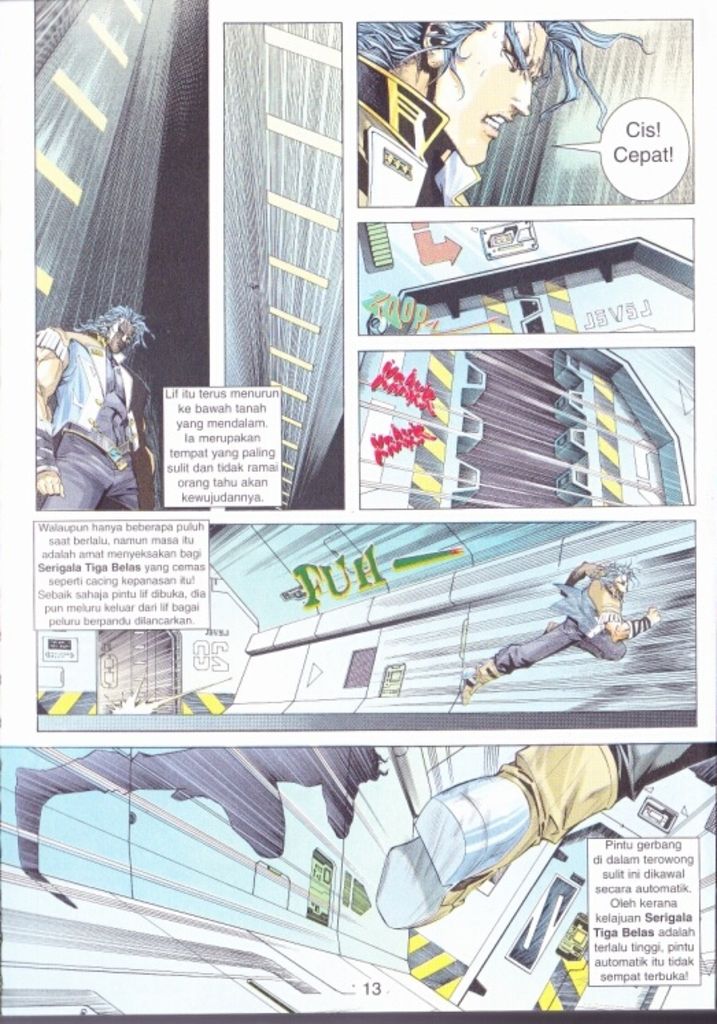 Cis!
Cepat!
Lif itu terus menurun
ke bawah tanah
yang mendalam.
Ia merupakan
tempat yang paling
sulit dan tidak ramai
orang tahu akan
kewujudannya.
LEVEL
Walaupun hanya beberapa puluh
saat berlalu, namun masa itu
adalah amat menyeksakan bagi
Serigala Tiga Belas yang cemas
seperti cacing kepanasan itu!
Sebaik sahaja pintu lif dibuka, dia
pun meluru keluar dari lif bagai
peluru berpandu dilancarkan.
FUH
LEVEL
Pintu gerbang
di dalam terowong
sulit ini dikawal
secara automatik.
Oleh kerana
kelajuan Serigala
Tiga Belas adalah
terlalu tinggi, pintu
automatik itu tidak
sempat terbuka!
13